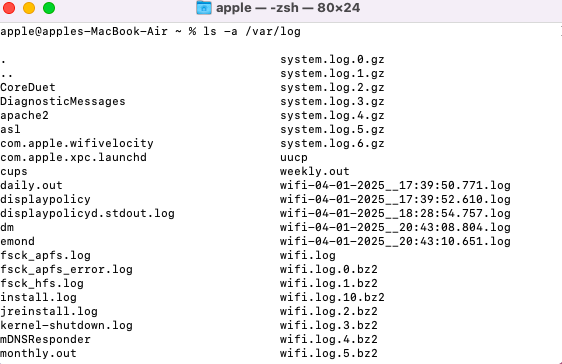 apple — -zsh — 80×24
apple@apples-MacBook-Air ~ % ls -a /var/log
. system.log.0.gz
.. system.log.1.gz
CoreDuet system.log.2.gz
DiagnosticMessages system.log.3.gz
apache2 system.log.4.gz
asl system.log.5.gz
com.apple.wifivelocity system.log.6.gz
com.apple.xpc.launchd uucp
cups weekly.out
daily.out wifi-04-01-2025__17:39:50.771.log
displaypolicy wifi-04-01-2025__17:39:52.610.log
displaypolicyd.stdout.log wifi-04-01-2025__18:28:54.757.log
dm wifi-04-01-2025__20:43:08.804.log
emond wifi-04-01-2025__20:43:10.651.log
fsck_apfs.log wifi.log
fsck_apfs_error.log wifi.log.0.bz2
fsck_hfs.log wifi.log.1.bz2
install.log wifi.log.10.bz2
jreinstall.log wifi.log.2.bz2
kernel-shutdown.log wifi.log.3.bz2
mDNSResponder wifi.log.4.bz2
monthly.out wifi.log.5.bz2